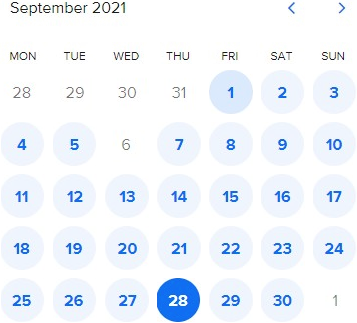 September 2021
MON TUE WED THU FRI SAT SUN
28 29 30 31 1 2 3
4 5 6 7 8 9 10
11 12 13 14 15 16 17
18 19 20 21 22 23 24
25 26 27 28 29 30 1